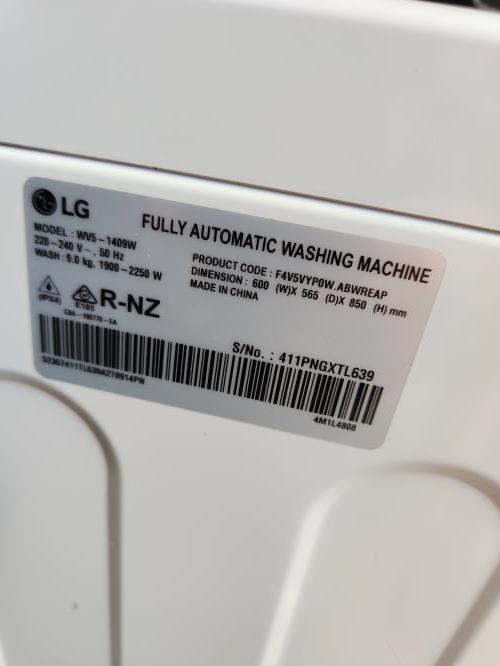 LG
FULLY AUTOMATIC WASHING MACHINE
MODEL: WV5-1409W
220-240 V~, 50 Hz
WASH: 9.0 kg, 1900-2250 W
PRODUCT CODE : F4V5VYP0W.ABWREAP
DIMENSION : 600 (W)X 565 (D)X 850 (H) mm
MADE IN CHINA
(IPX4)
E165
R-NZ
S/No. : 411PNGXTL639
4M1L4808